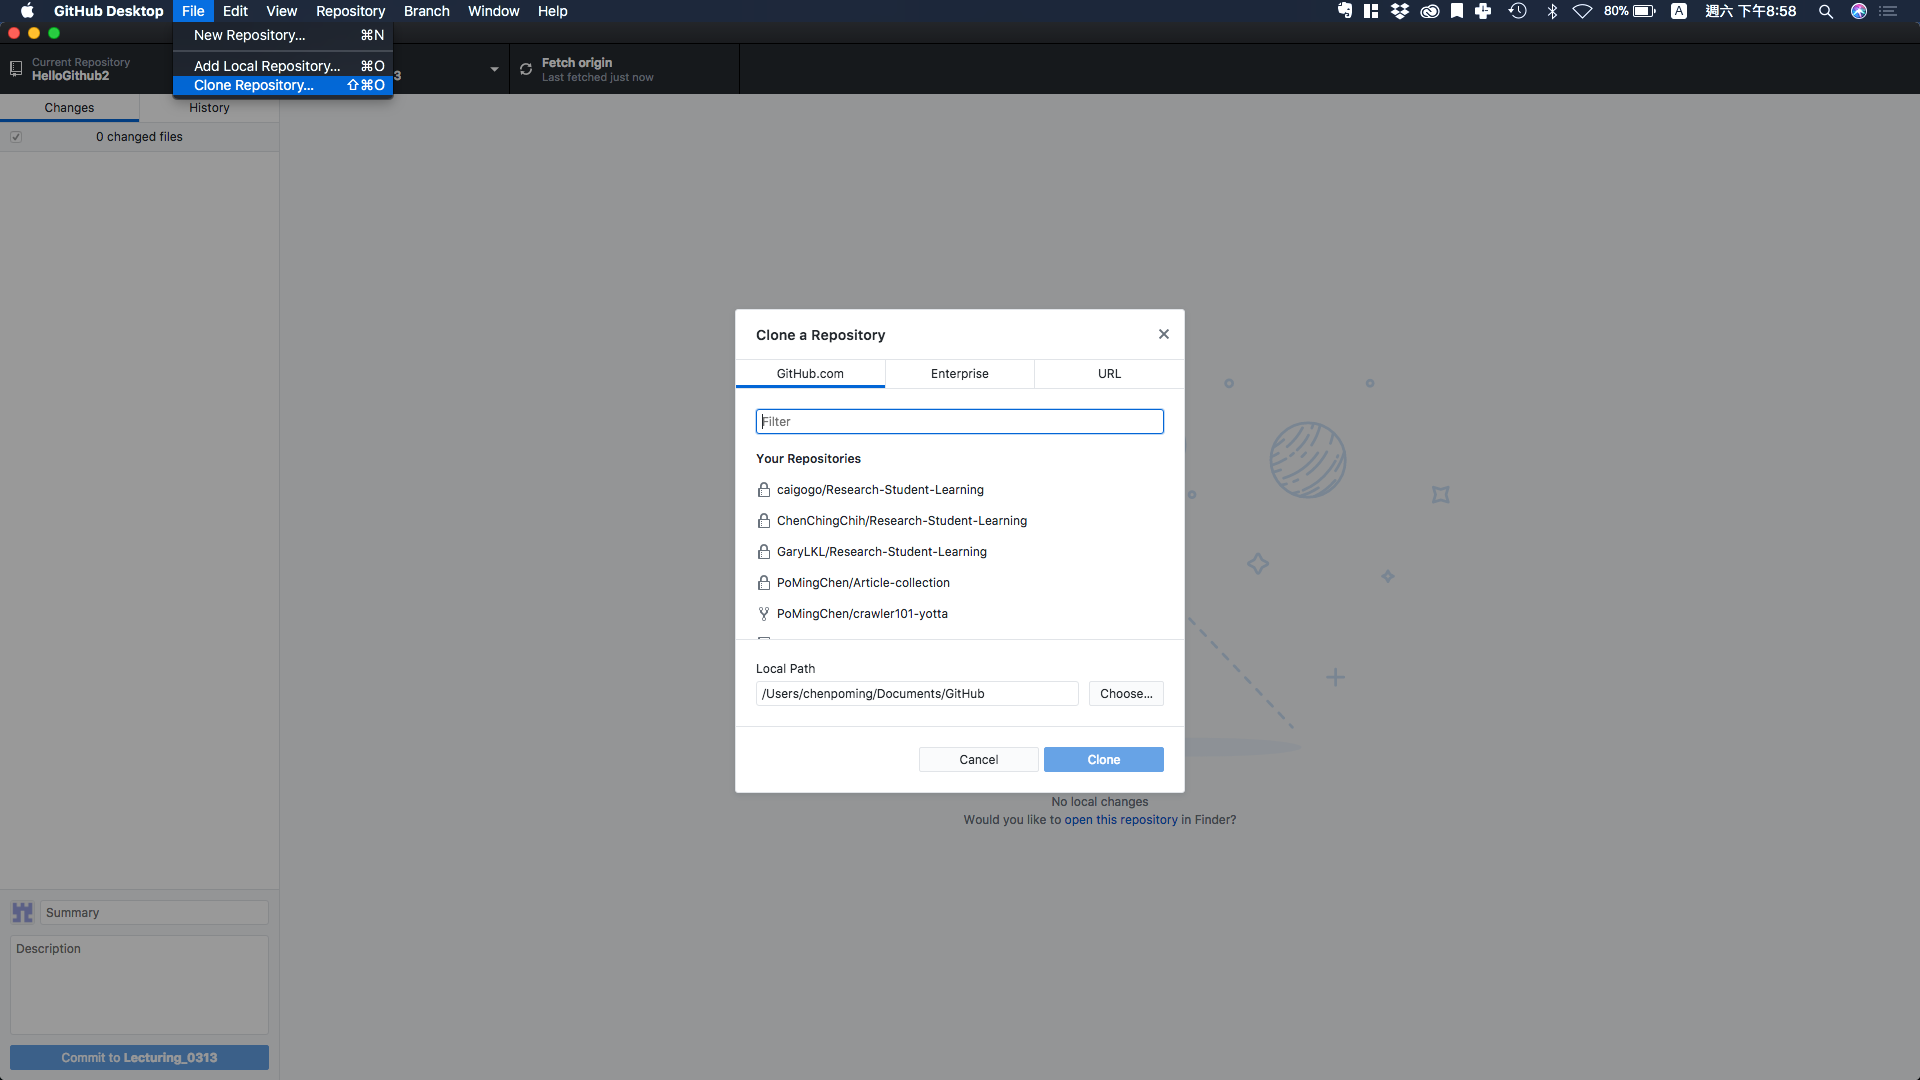 GitHub Desktop File Edit View Repository Branch Window Help 80% A 週六 下午8:58
New Repository... ⌘N
Add Local Repository... ⌘O
Clone Repository... ⇧⌘O
Current Repository
HelloGithub2
3
Fetch origin
Last fetched just now
Changes History
0 changed files
Clone a Repository
GitHub.com Enterprise URL
Filter
Your Repositories
caigogo/Research-Student-Learning
ChenChingChih/Research-Student-Learning
GaryLKL/Research-Student-Learning
PoMingChen/Article-collection
PoMingChen/crawler101-yotta
Local Path
/Users/chenpoming/Documents/GitHub Choose...
Cancel Clone
No local changes
Would you like to open this repository in Finder?
Summary
Description
Commit to Lecturing_0313